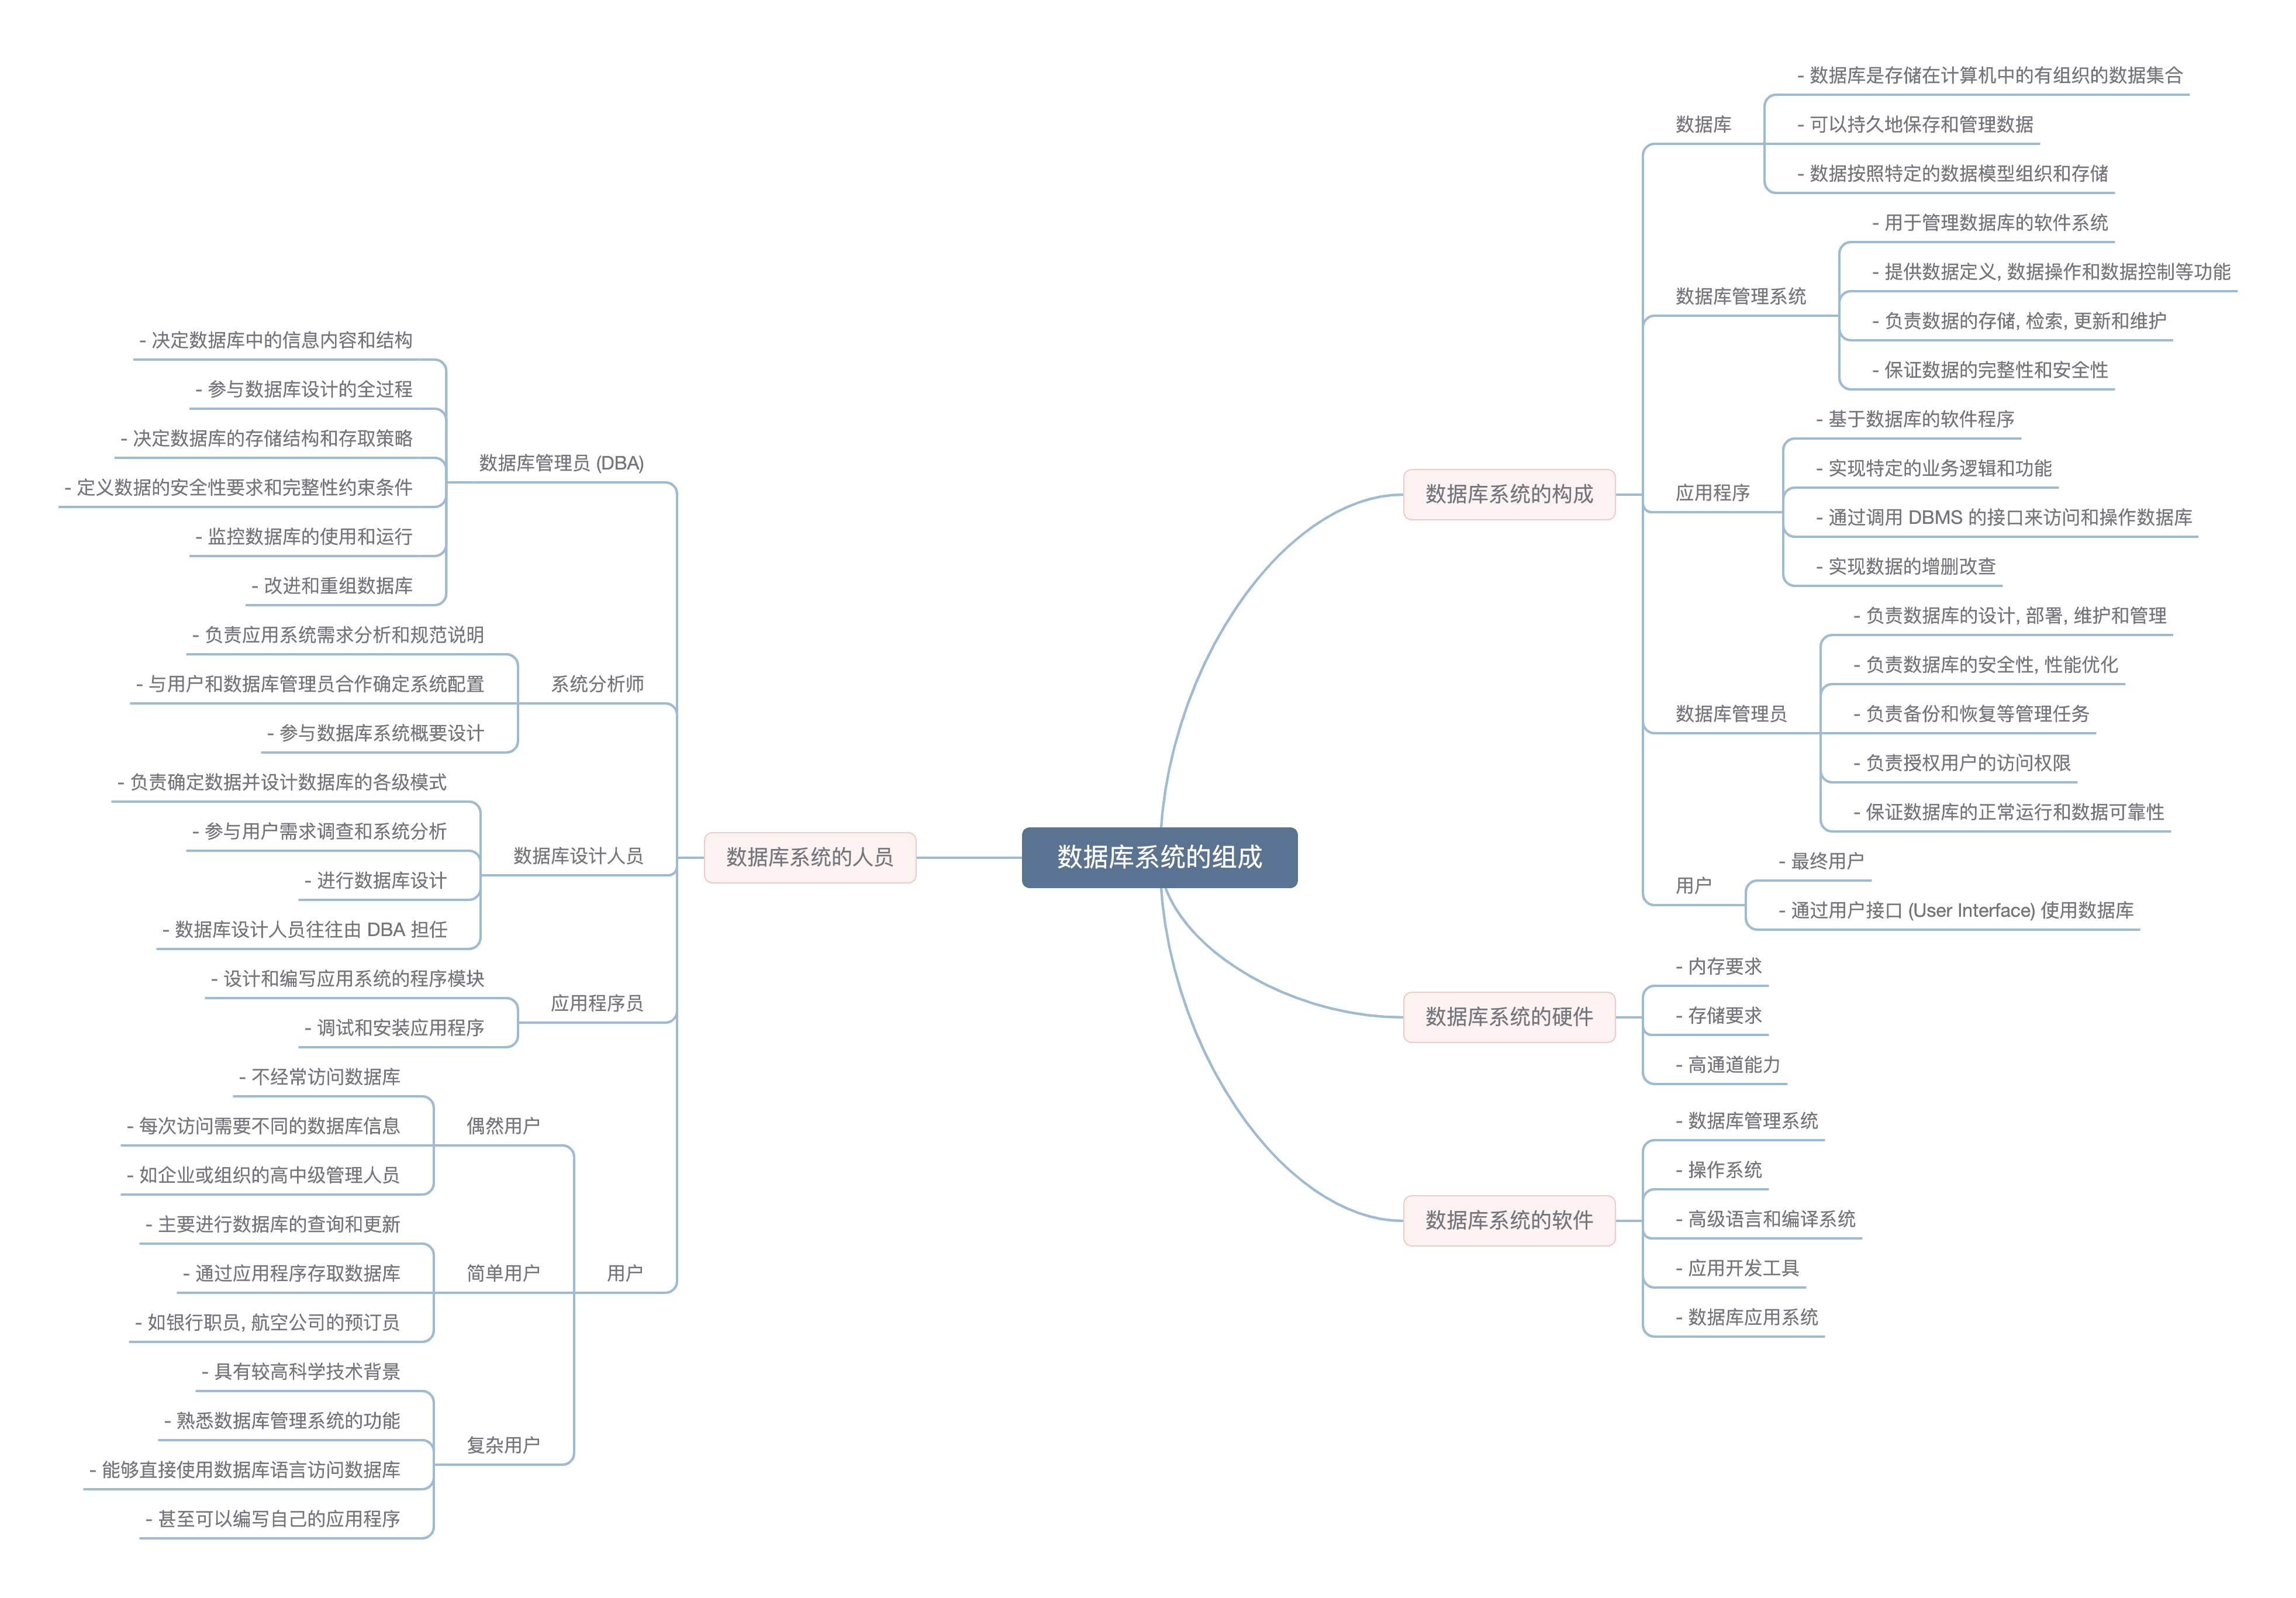 数据库系统的组成
数据库系统的构成
数据库
- 数据库是存储在计算机中的有组织的数据集合
- 可以持久地保存和管理数据
- 数据按照特定的数据模型组织和存储
数据库管理系统
- 用于管理数据库的软件系统
- 提供数据定义, 数据操作和数据控制等功能
- 负责数据的存储, 检索, 更新和维护
- 保证数据的完整性和安全性
应用程序
- 基于数据库的软件程序
- 实现特定的业务逻辑和功能
- 通过调用 DBMS 的接口来访问和操作数据库
- 实现数据的增删改查
数据库管理员
- 负责数据库的设计, 部署, 维护和管理
- 负责数据库的安全性, 性能优化
- 负责备份和恢复等管理任务
- 负责授权用户的访问权限
- 保证数据库的正常运行和数据可靠性
用户
- 最终用户
- 通过用户接口 (User Interface) 使用数据库
数据库系统的硬件
- 内存要求
- 存储要求
- 高通道能力
数据库系统的软件
- 数据库管理系统
- 操作系统
- 高级语言和编译系统
- 应用开发工具
- 数据库应用系统
数据库系统的人员
数据库管理员 (DBA)
- 决定数据库中的信息内容和结构
- 参与数据库设计的全过程
- 决定数据库的存储结构和存取策略
- 定义数据的安全性要求和完整性约束条件
- 监控数据库的使用和运行
- 改进和重组数据库
系统分析师
- 负责应用系统需求分析和规范说明
- 与用户和数据库管理员合作确定系统配置
- 参与数据库系统概要设计
数据库设计人员
- 负责确定数据并设计数据库的各级模式
- 参与用户需求调查和系统分析
- 进行数据库设计
- 数据库设计人员往往由 DBA 担任
应用程序员
- 设计和编写应用系统的程序模块
- 调试和安装应用程序
用户
偶然用户
- 不经常访问数据库
- 每次访问需要不同的数据库信息
- 如企业或组织的高中级管理人员
简单用户
- 主要进行数据库的查询和更新
- 通过应用程序存取数据库
- 如银行职员, 航空公司的预订员
复杂用户
- 具有较高科学技术背景
- 熟悉数据库管理系统的功能
- 能够直接使用数据库语言访问数据库
- 甚至可以编写自己的应用程序